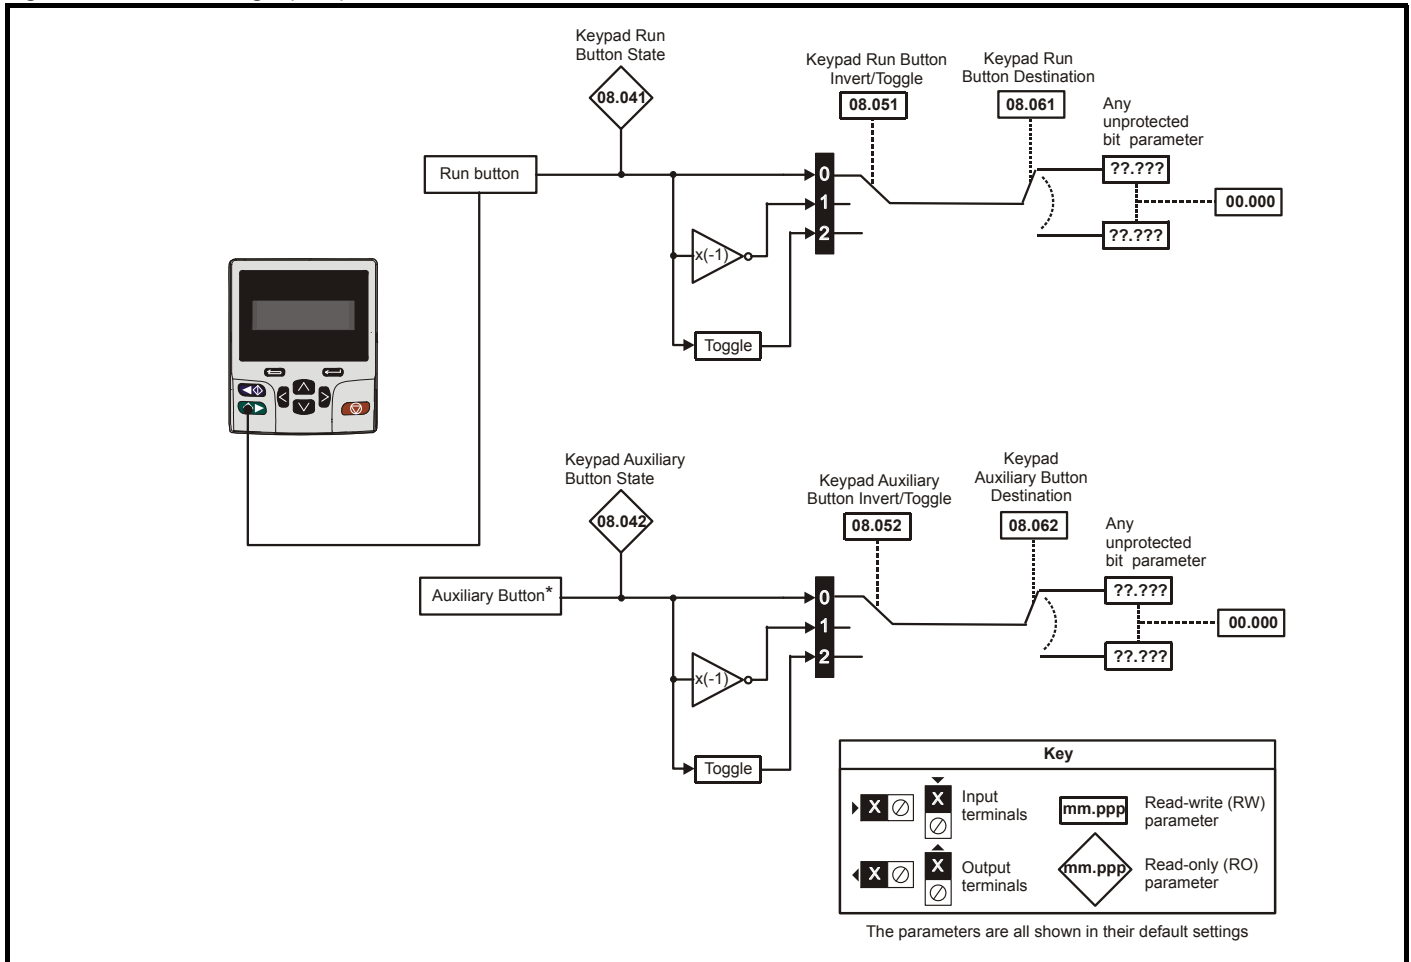 Keypad Run
Button State
08.041
Keypad Run Button
Invert/Toggle
08.051
Keypad Run
Button Destination
08.061
Any
unprotected
bit parameter
??.???
??.???
00.000
Run button
0
1
2
x(-1)
Toggle
Keypad Auxiliary
Button State
08.042
Keypad Auxiliary
Button Invert/Toggle
08.052
Keypad
Auxiliary Button
Destination
08.062
Any
unprotected
bit parameter
??.???
??.???
00.000
Auxiliary Button*
0
1
2
x(-1)
Toggle
Key
X
X
Input
terminals
mm.ppp
Read-write (RW)
parameter
X
X
Output
terminals
mm.ppp
Read-only (RO)
parameter
The parameters are all shown in their default settings